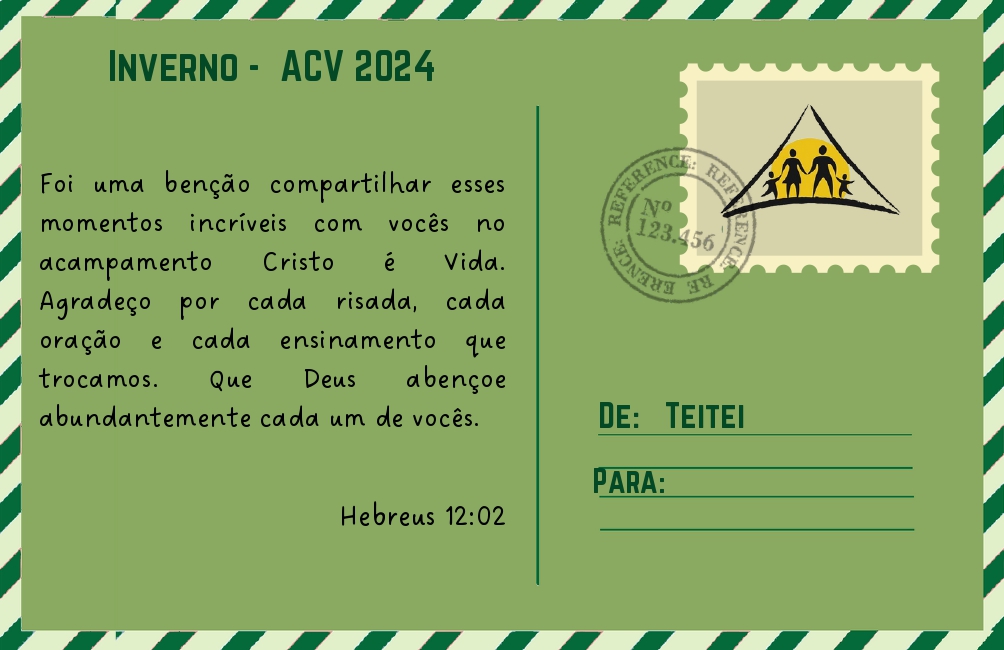 Inverno - ACV 2024
Foi uma benção compartilhar esses
momentos incríveis com vocês no
acampamento Cristo é Vida.
Agradeço por cada risada, cada
oração e cada ensinamento que
trocamos. Que Deus abençoe
abundantemente cada um de vocês.
Hebreus 12:02
REFERENCE: REFERENCE: RE ERENCE:
Nº
123.456
De: Teitei
Para: